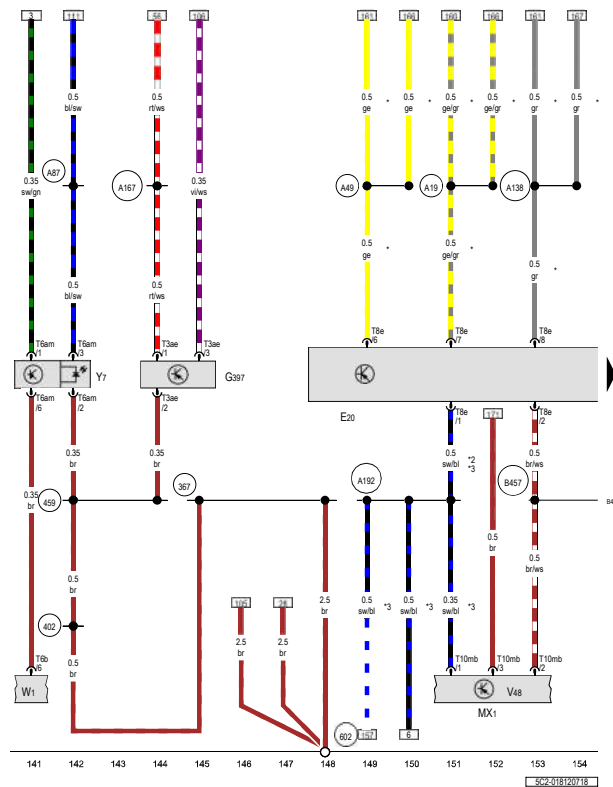 3 111 56 106 161 166 160 166 161 167
0.5 bl/sw
0.5 rt/ws
0.5 ge *
0.5 ge *
0.5 ge/gr *
0.5 ge/gr *
0.5 gr *
0.5 gr *
A87 A167 A49 A19 A138
0.35 sw/gn
0.35 vi/ws
0.5 bl/sw
0.5 rt/ws
0.5 ge *
0.5 ge/gr *
0.5 gr *
T6am /1
T6am /3
T3ae /1
T3ae /3
T8e /6
T8e /7
T8e /8
Y7
G397
T6am /6
T6am /2
T3ae /2
E20
T8e /1
171
T8e /2
0.35 br
0.35 br
0.35 br
0.5 sw/bl *2 *3
0.5 br/ws
459 367 A192 B457
B4
0.5 br
0.5 br
402
105 28
2.5 br
2.5 br
2.5 br
0.5 sw/bl *3
0.5 sw/bl *3
0.35 sw/bl *3
0.5 br
0.5 br/ws
T6b /6
0.5 br
T10mb /1
T10mb /3
T10mb /2
W1
V48
MX1
602 157 6
141 142 143 144 145 146 147 148 149 150 151 152 153 154
5C2-018120718